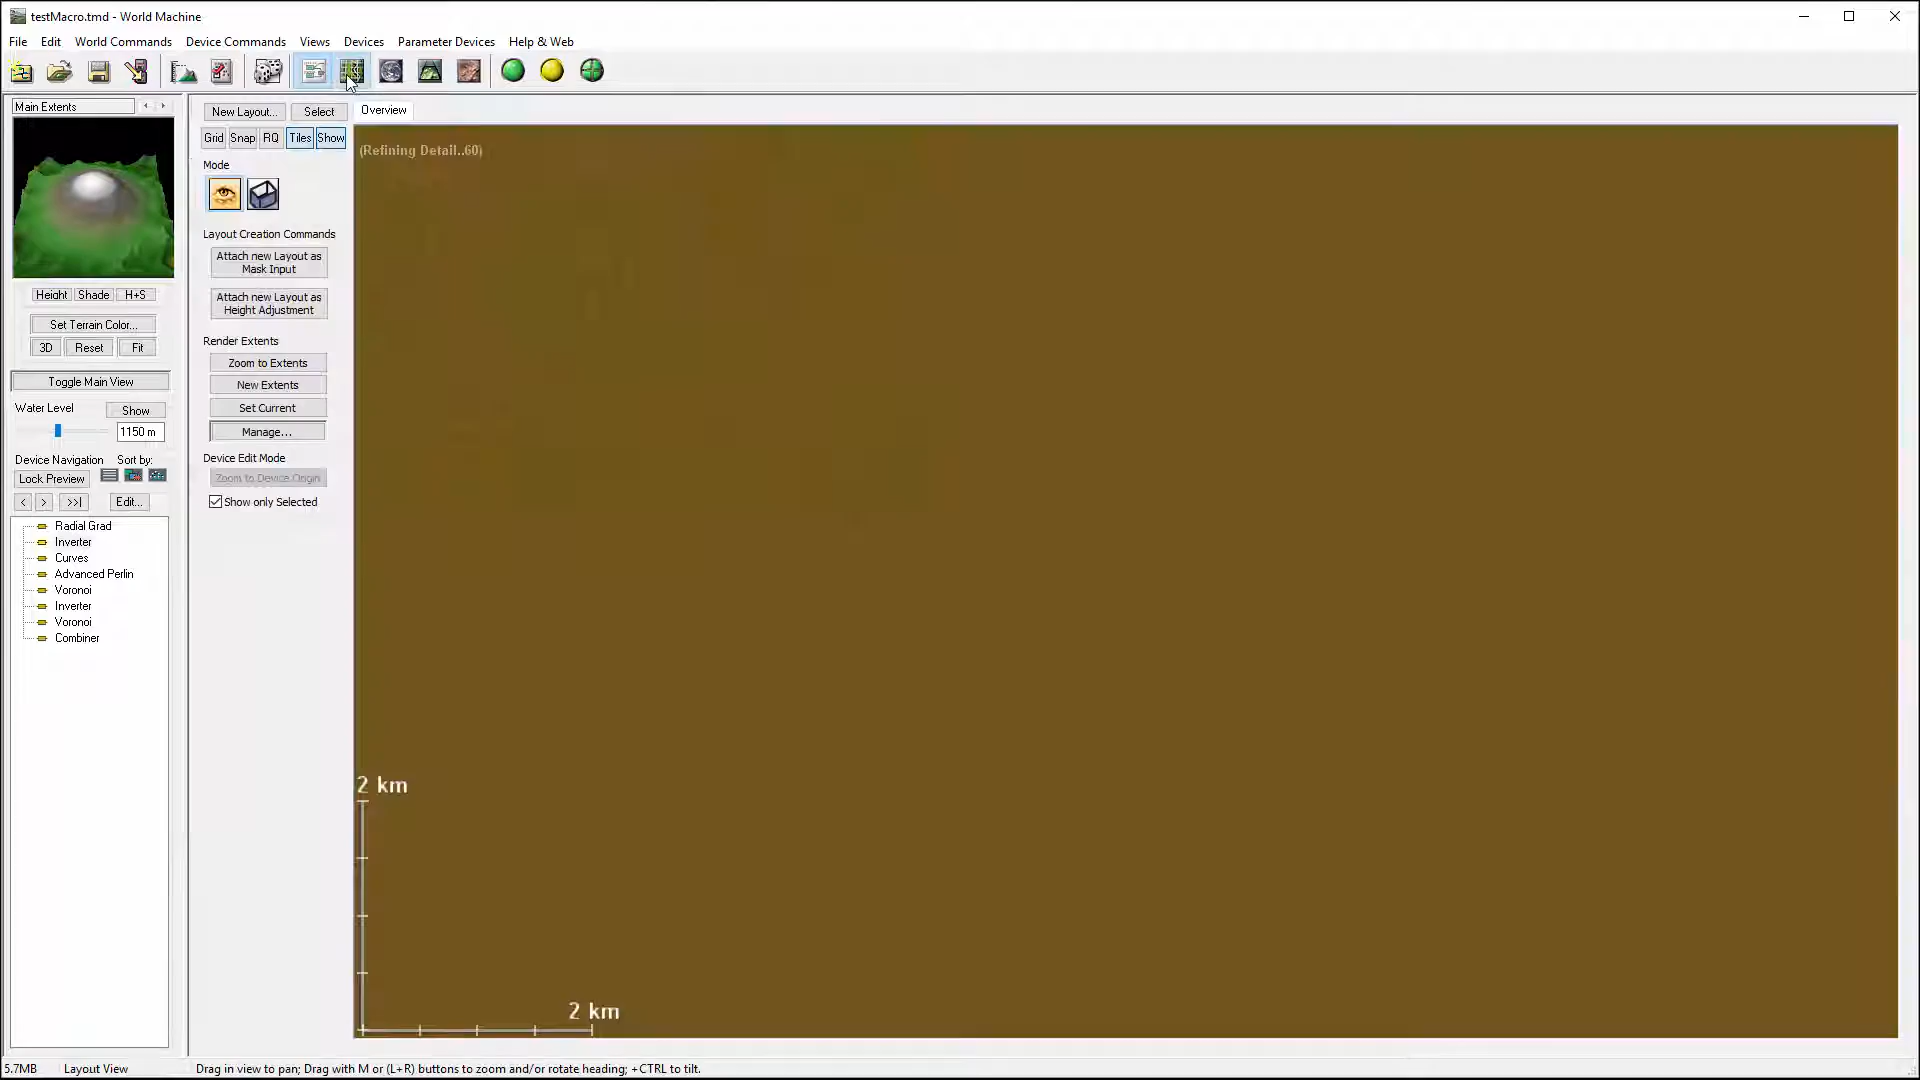 testMacro.tmd - World Machine
File Edit World Commands Device Commands Views Devices Parameter Devices Help & Web
Main Extents
New Layout... Select Overview
Grid Snap RQ Tiles Show
(Refining Detail..60)
Mode
Layout Creation Commands
Attach new Layout as
Mask Input
Attach new Layout as
Height Adjustment
Height Shade H+S
Set Terrain Color...
3D Reset Fit
Render Extents
Zoom to Extents
New Extents
Set Current
Manage...
Toggle Main View
Water Level Show
1150 m
Device Navigation Sort by:
Lock Preview
< > >>| Edit...
Device Edit Mode
Zoom to Device Origin
Show only Selected
Radial Grad
Inverter
Curves
Advanced Perlin
Voronoi
Inverter
Voronoi
Combiner
2 km
2 km
5.7MB Layout View Drag in view to pan; Drag with M or (L+R) buttons to zoom and/or rotate heading; +CTRL to tilt.